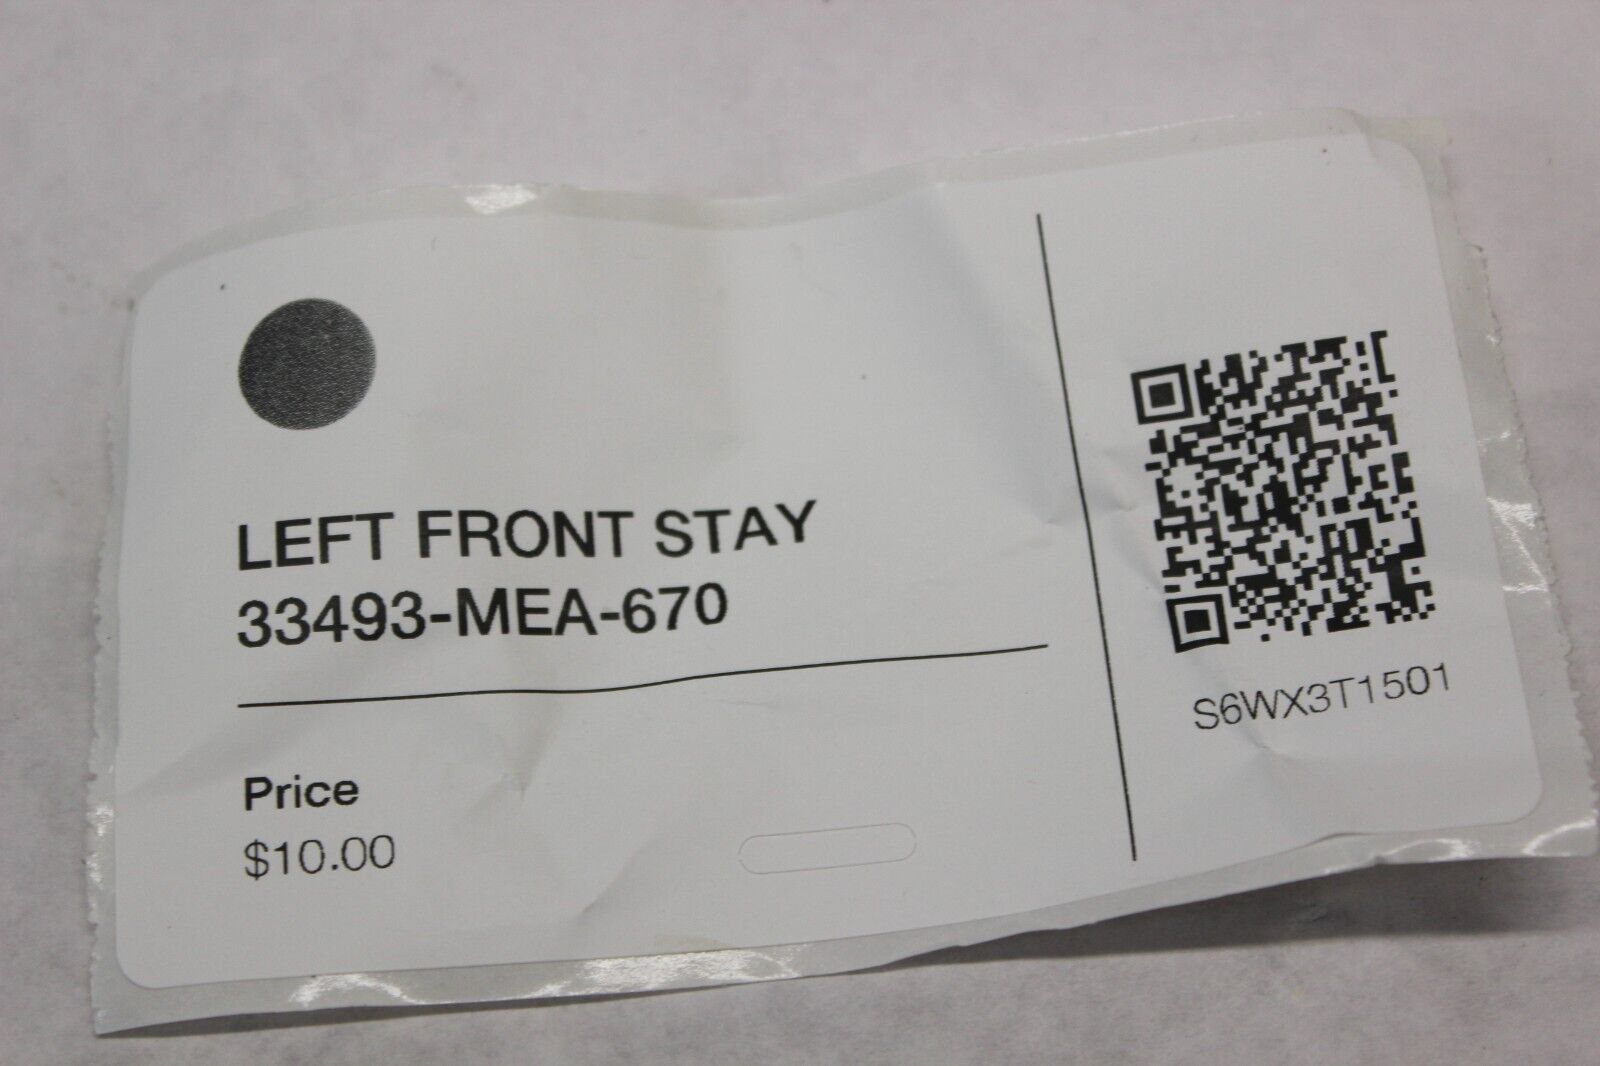 LEFT FRONT STAY
33493-MEA-670
Price
$10.00
S6WX3T1501